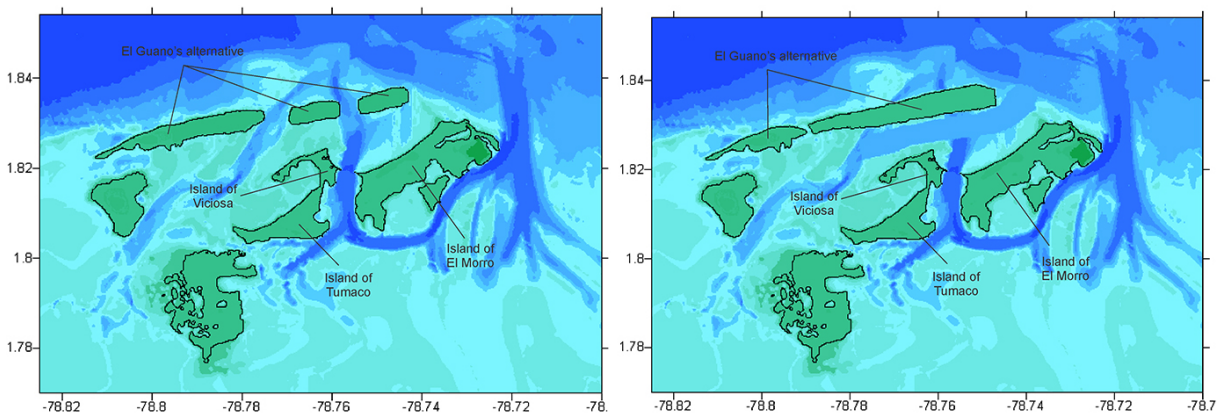 El Guano's alternative
1.84
1.82
1.8
1.78
Island of
Viciosa
Island of
El Morro
Island of
Tumaco
-78.82
-78.8
-78.78
-78.76
-78.74
-78.72
-78.
El Guano's alternative
1.84
1.82
1.8
1.78
Island of
Viciosa
Island of
El Morro
Island of
Tumaco
-78.82
-78.8
-78.78
-78.76
-78.74
-78.72
-78.7